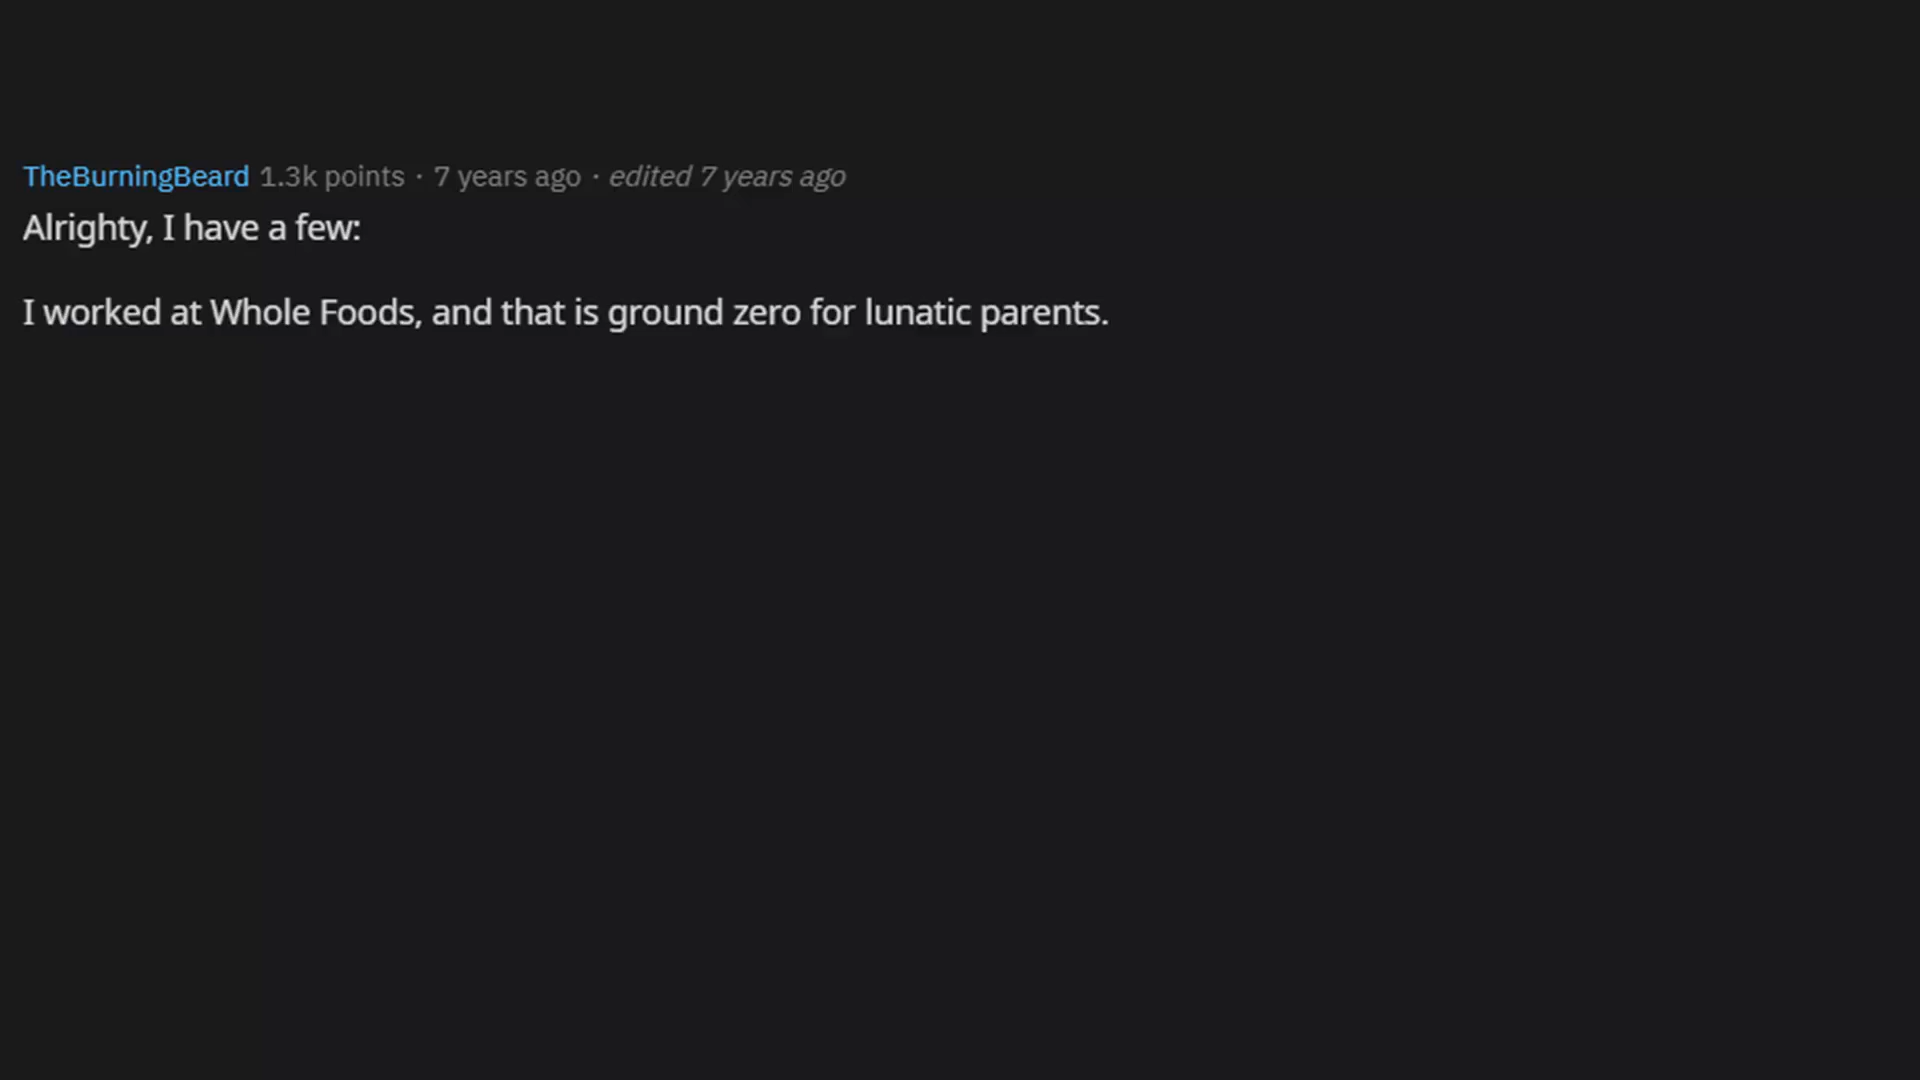 TheBurningBeard 1.3k points · 7 years ago · edited 7 years ago
Alrighty, I have a few:
I worked at Whole Foods, and that is ground zero for lunatic parents.